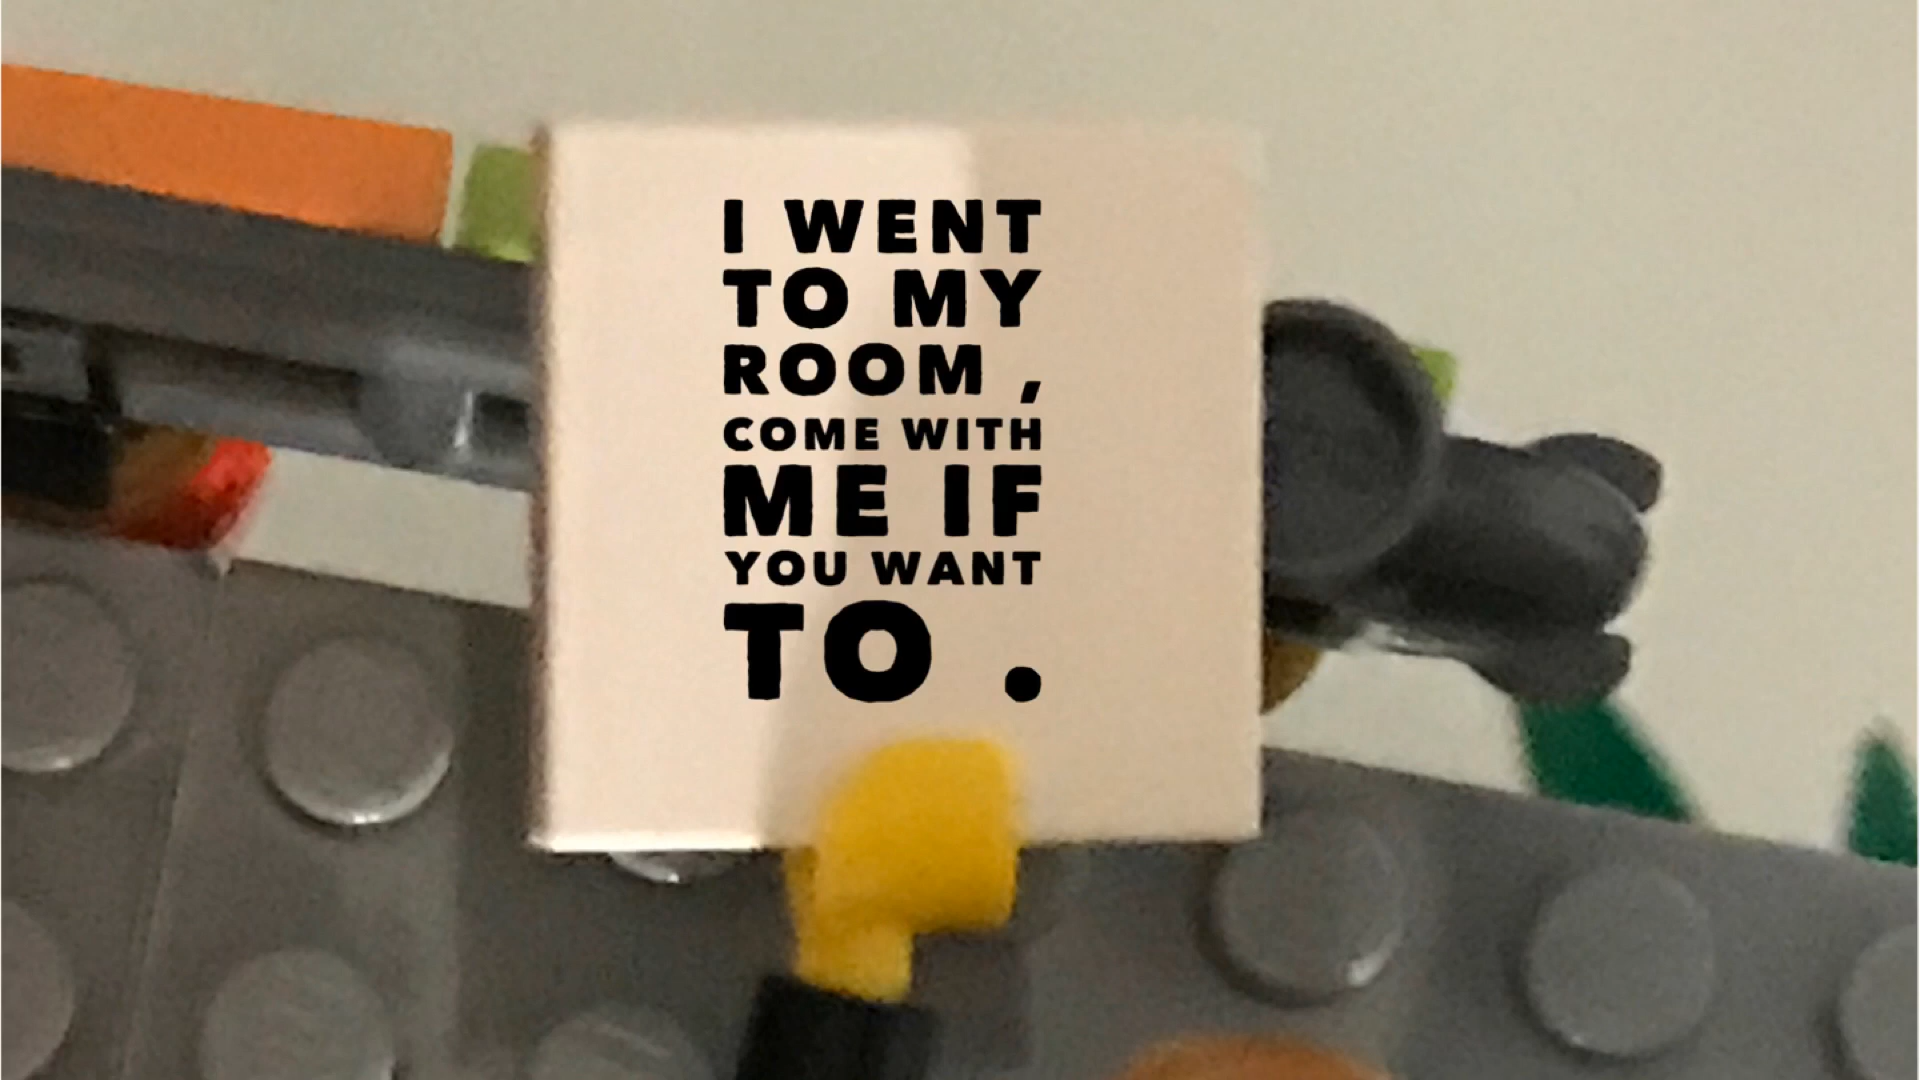 I WENT
TO MY
ROOM ,
COME WITH
ME IF
YOU WANT
TO .